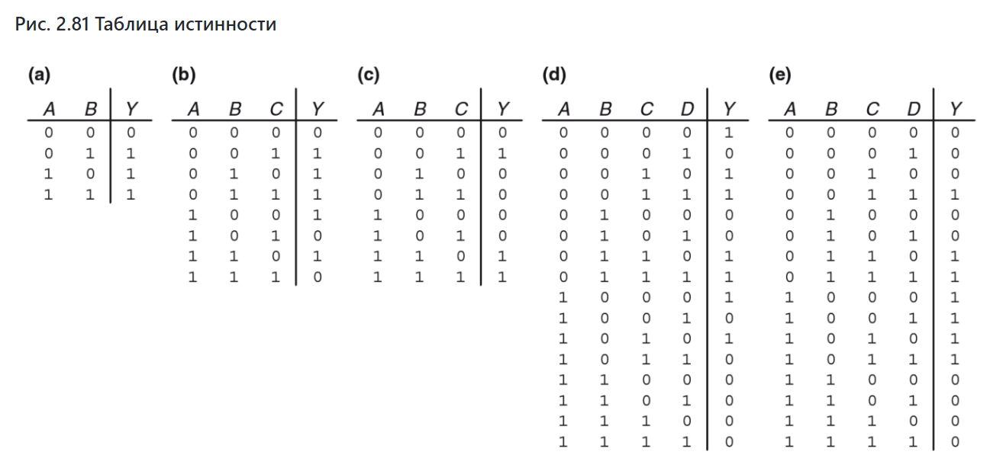 Рис. 2.81 Таблица истинности
(a) (b) (c) (d) (e)
A B Y A B C Y A B C Y A B C D Y A B C D Y
0 0 0 0 0 0 0 0 0 0 0 0 0 0 0 1 0 0 0 0 0
0 1 1 0 0 1 1 0 0 1 1 0 0 0 1 0 0 0 0 1 0
1 0 1 0 1 0 1 0 1 0 0 0 0 1 0 1 0 0 1 0 0
1 1 1 0 1 1 1 0 1 1 0 0 0 1 1 1 0 0 1 1 1
1 0 0 1 1 0 0 0 0 1 0 0 0 0 1 0 0 0
1 0 1 0 1 0 1 0 0 1 0 1 0 0 1 0 1 0
1 1 0 1 1 1 0 1 0 1 1 0 1 0 1 1 0 1
1 1 1 0 1 1 1 1 0 1 1 1 1 0 1 1 1 1
1 0 0 0 1 1 0 0 0 1
1 0 0 1 0 1 0 0 1 1
1 0 1 0 1 1 0 1 0 1
1 0 1 1 0 1 0 1 1 1
1 1 0 0 0 1 1 0 0 0
1 1 0 1 0 1 1 0 1 0
1 1 1 0 0 1 1 1 0 0
1 1 1 1 0 1 1 1 1 0